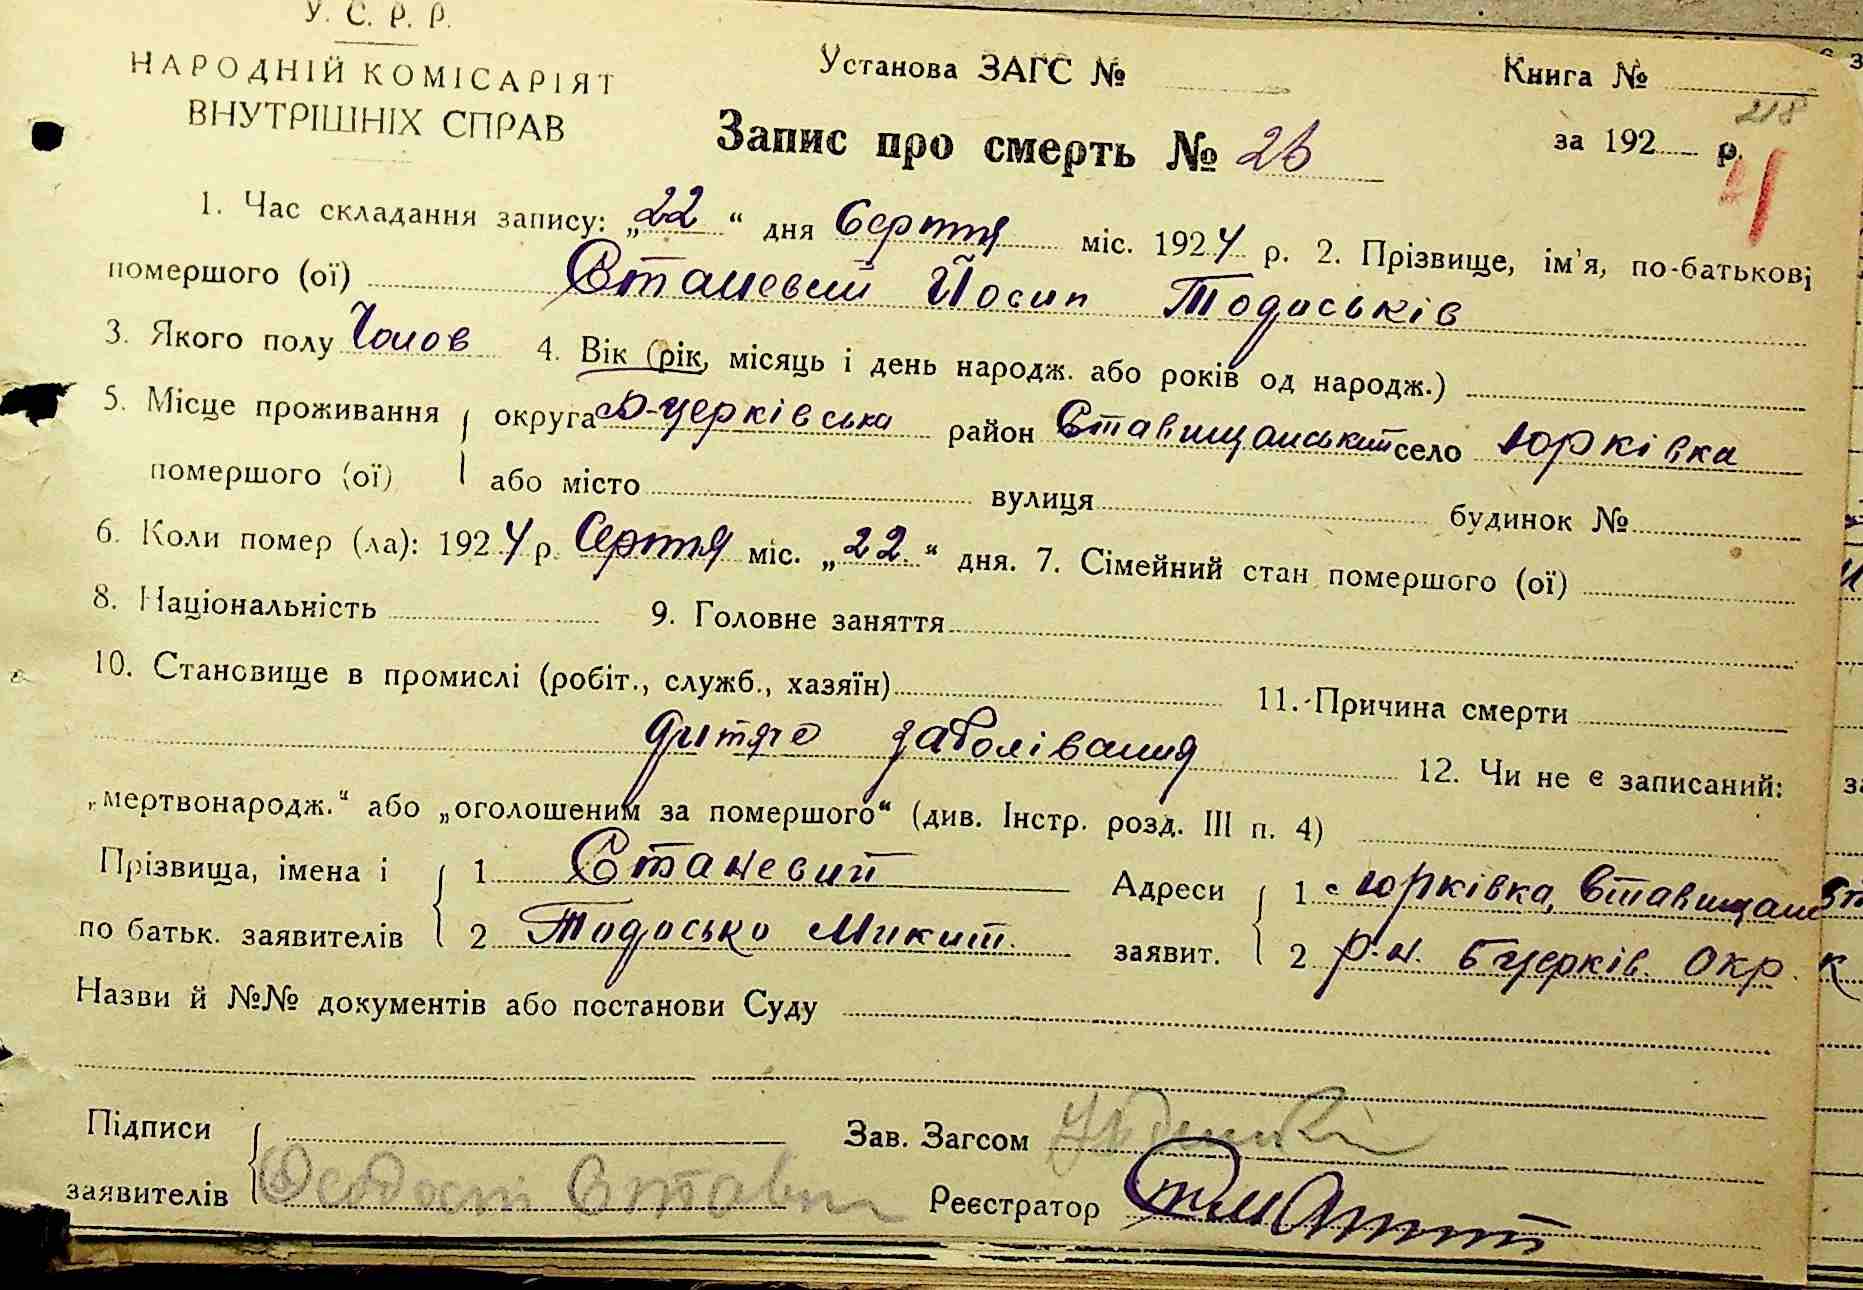 У. С. Р. Р.
НАРОДНІЙ КОМІСАРІЯТ
ВНУТРІШНІХ СПРАВ
Установа ЗАГС №
Книга №
218
Запис про смерть № 26
за 192 р.
1. Час складання запису: „22“ дня Серпня міс. 1924 р. 2. Прізвище, ім'я, по-батькові
помершого (ої) Станевий Йосип Тодоськів
3. Якого полу Чолов 4. Вік (рік, місяць і день народж. або років од народж.)
5. Місце проживання округа Б-церківська район Ставищанський село Юрківка
помершого (ої) або місто вулиця будинок №
6. Коли помер (ла): 1924 р. Серпня міс. „22.“ дня. 7. Сімейний стан помершого (ої)
8. Національність 9. Головне заняття
10. Становище в промислі (робіт., служб., хазяїн) 11. Причина смерти
дитяче заболівання 12. Чи не є записаний:
„мертвонародж.“ або „оголошеним за помершого“ (див. Інстр. розд. III п. 4)
Прізвища, імена і 1 Станевий Адреси 1 с Юрківка, Ставищанс
по батьк. заявителів 2 Тодосько Микит. заявит. 2 р-н. Б церків. окр.
Назви й №№ документів або постанови Суду
Підписи Зав. Загсом
заявителів Реєстратор